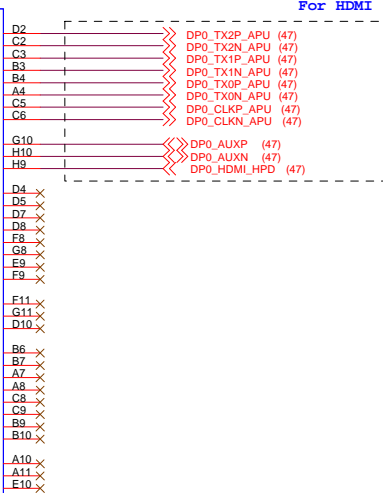 For HDMI
D2 DP0_TX2P_APU (47)
C2 DP0_TX2N_APU (47)
C3 DP0_TX1P_APU (47)
B3 DP0_TX1N_APU (47)
B4 DP0_TX0P_APU (47)
A4 DP0_TX0N_APU (47)
C5 DP0_CLKP_APU (47)
C6 DP0_CLKN_APU (47)
G10 DP0_AUXP (47)
H10 DP0_AUXN (47)
H9 DP0_HDMI_HPD (47)
D4
D5
D7
D8
F8
G8
E9
F9
F11
G11
D10
B6
B7
A7
A8
C8
C9
B9
B10
A10
A11
E10